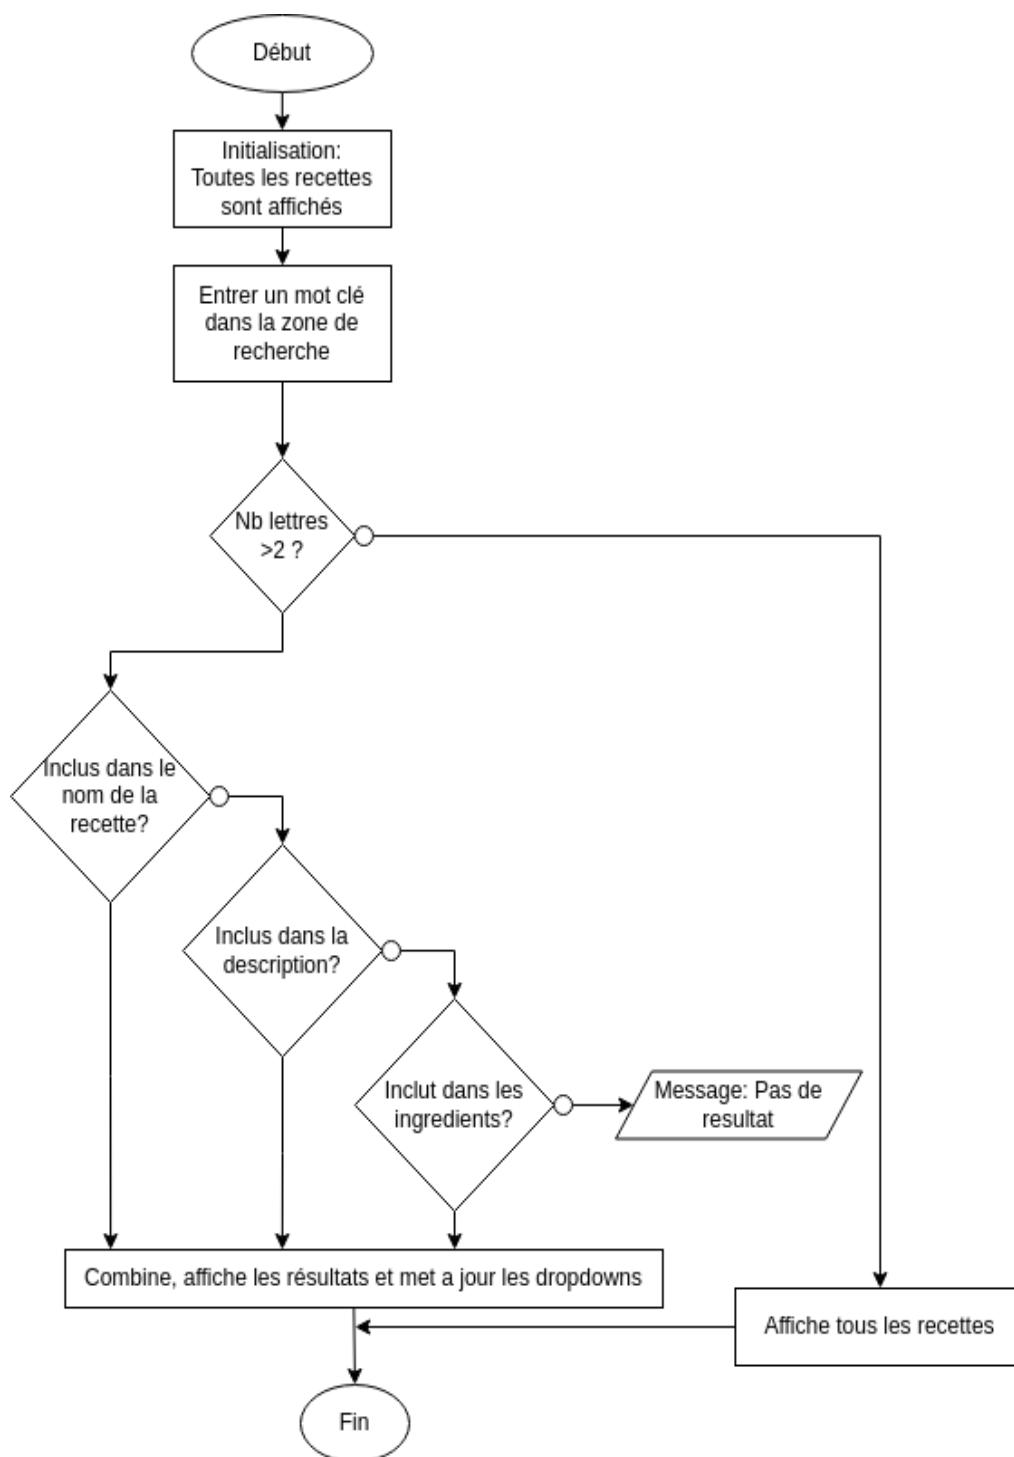 Début
Initialisation:
Toutes les recettes
sont affichés
Entrer un mot clé
dans la zone de
recherche
Nb lettres
>2 ?
Inclus dans le
nom de la
recette?
Inclus dans la
description?
Inclut dans les
ingredients?
Message: Pas de
resultat
Combine, affiche les résultats et met a jour les dropdowns
Affiche tous les recettes
Fin